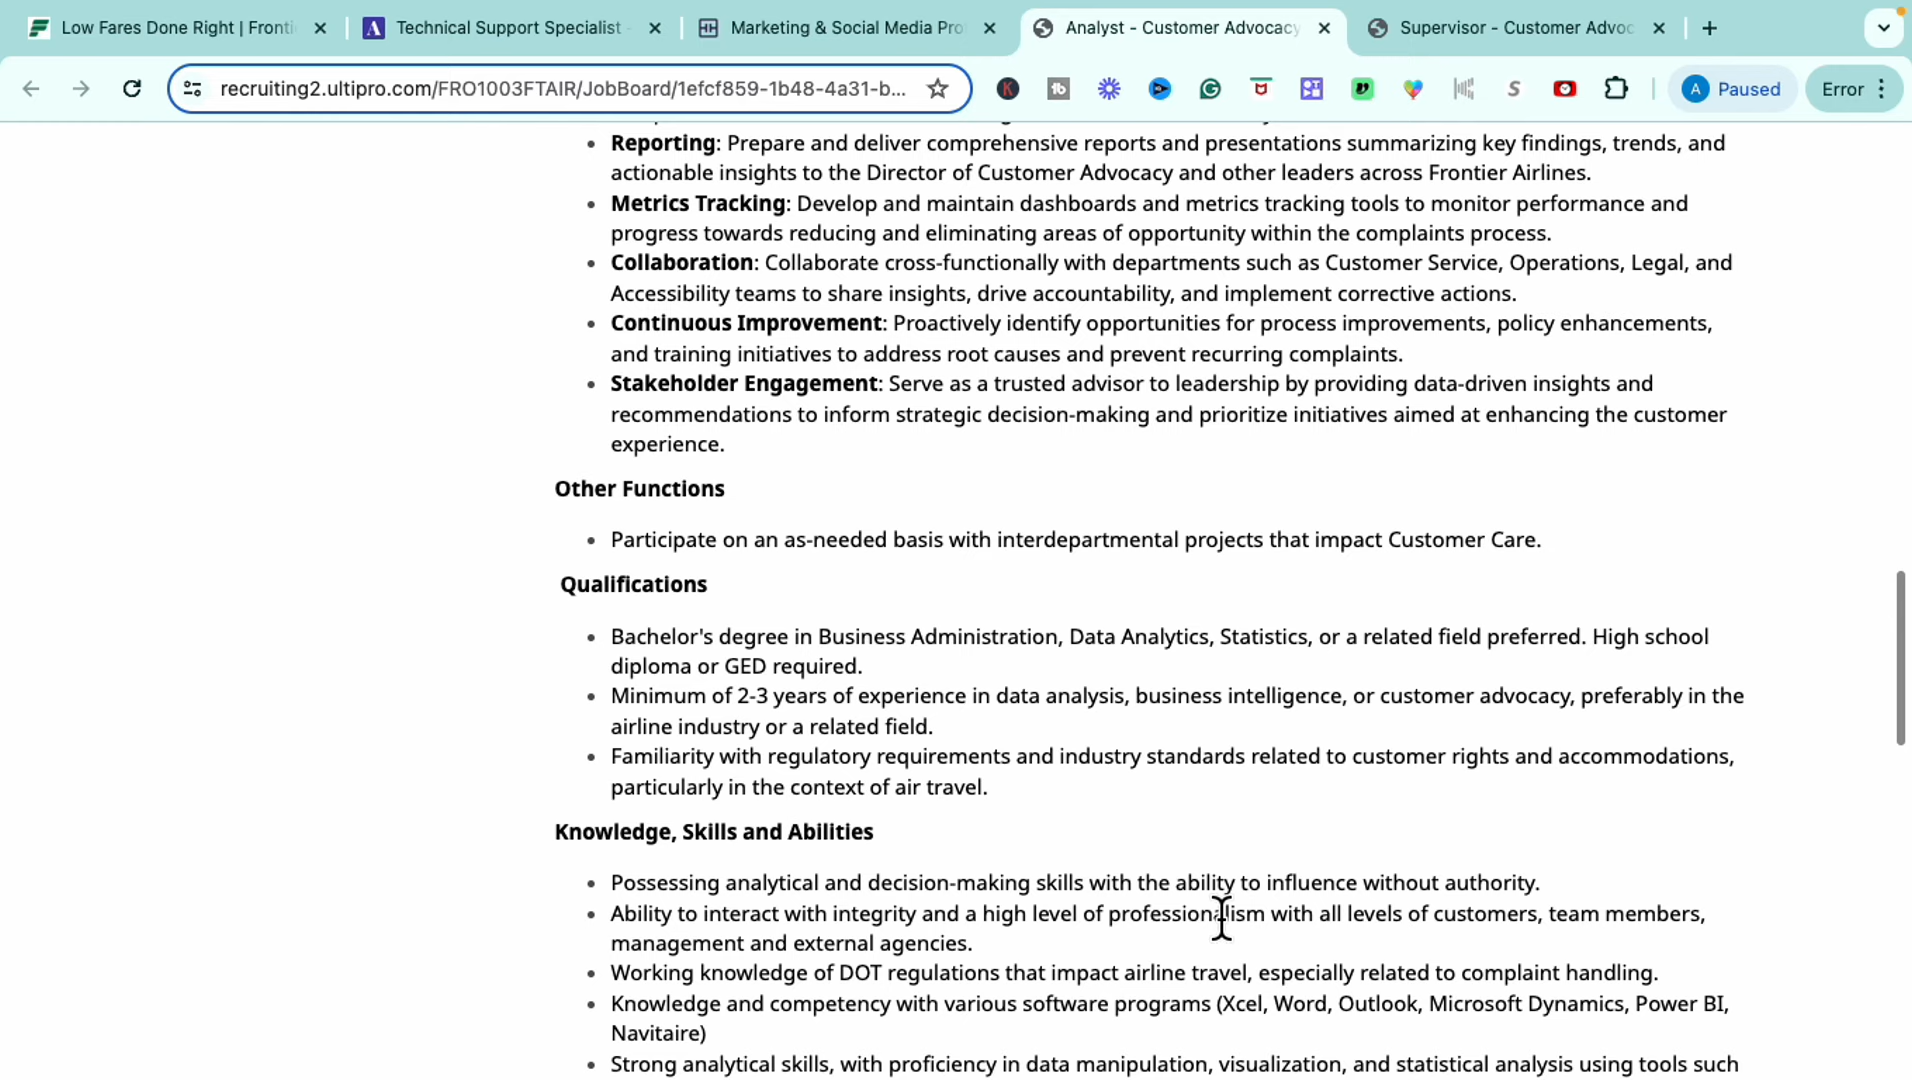 Low Fares Done Right | Fronti
Technical Support Specialist -
Marketing & Social Media Pro
Analyst - Customer Advocacy
Supervisor - Customer Advoc
recruiting2.ultipro.com/FRO1003FTAIR/JobBoard/1efcf859-1b48-4a31-b...
A Paused
Error
• Reporting: Prepare and deliver comprehensive reports and presentations summarizing key findings, trends, and
actionable insights to the Director of Customer Advocacy and other leaders across Frontier Airlines.
• Metrics Tracking: Develop and maintain dashboards and metrics tracking tools to monitor performance and
progress towards reducing and eliminating areas of opportunity within the complaints process.
• Collaboration: Collaborate cross-functionally with departments such as Customer Service, Operations, Legal, and
Accessibility teams to share insights, drive accountability, and implement corrective actions.
• Continuous Improvement: Proactively identify opportunities for process improvements, policy enhancements,
and training initiatives to address root causes and prevent recurring complaints.
• Stakeholder Engagement: Serve as a trusted advisor to leadership by providing data-driven insights and
recommendations to inform strategic decision-making and prioritize initiatives aimed at enhancing the customer
experience.
Other Functions
• Participate on an as-needed basis with interdepartmental projects that impact Customer Care.
Qualifications
• Bachelor's degree in Business Administration, Data Analytics, Statistics, or a related field preferred. High school
diploma or GED required.
• Minimum of 2-3 years of experience in data analysis, business intelligence, or customer advocacy, preferably in the
airline industry or a related field.
• Familiarity with regulatory requirements and industry standards related to customer rights and accommodations,
particularly in the context of air travel.
Knowledge, Skills and Abilities
• Possessing analytical and decision-making skills with the ability to influence without authority.
• Ability to interact with integrity and a high level of professionalism with all levels of customers, team members,
management and external agencies.
• Working knowledge of DOT regulations that impact airline travel, especially related to complaint handling.
• Knowledge and competency with various software programs (Xcel, Word, Outlook, Microsoft Dynamics, Power BI,
Navitaire)
• Strong analytical skills, with proficiency in data manipulation, visualization, and statistical analysis using tools such